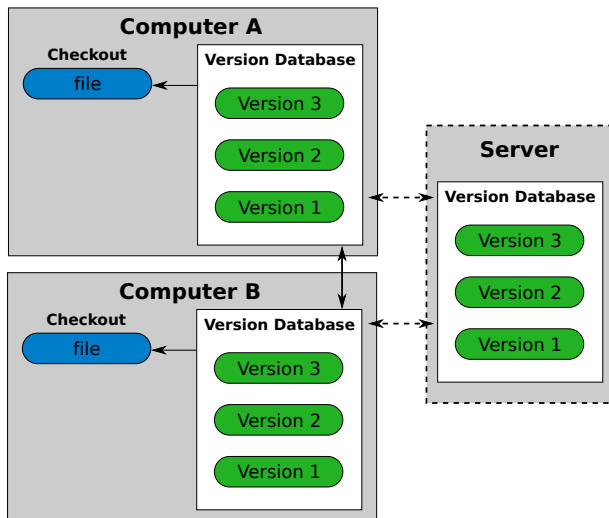 Computer A
Checkout
file
Version Database
Version 3
Version 2
Version 1
Computer B
Checkout
file
Version Database
Version 3
Version 2
Version 1
Server
Version Database
Version 3
Version 2
Version 1